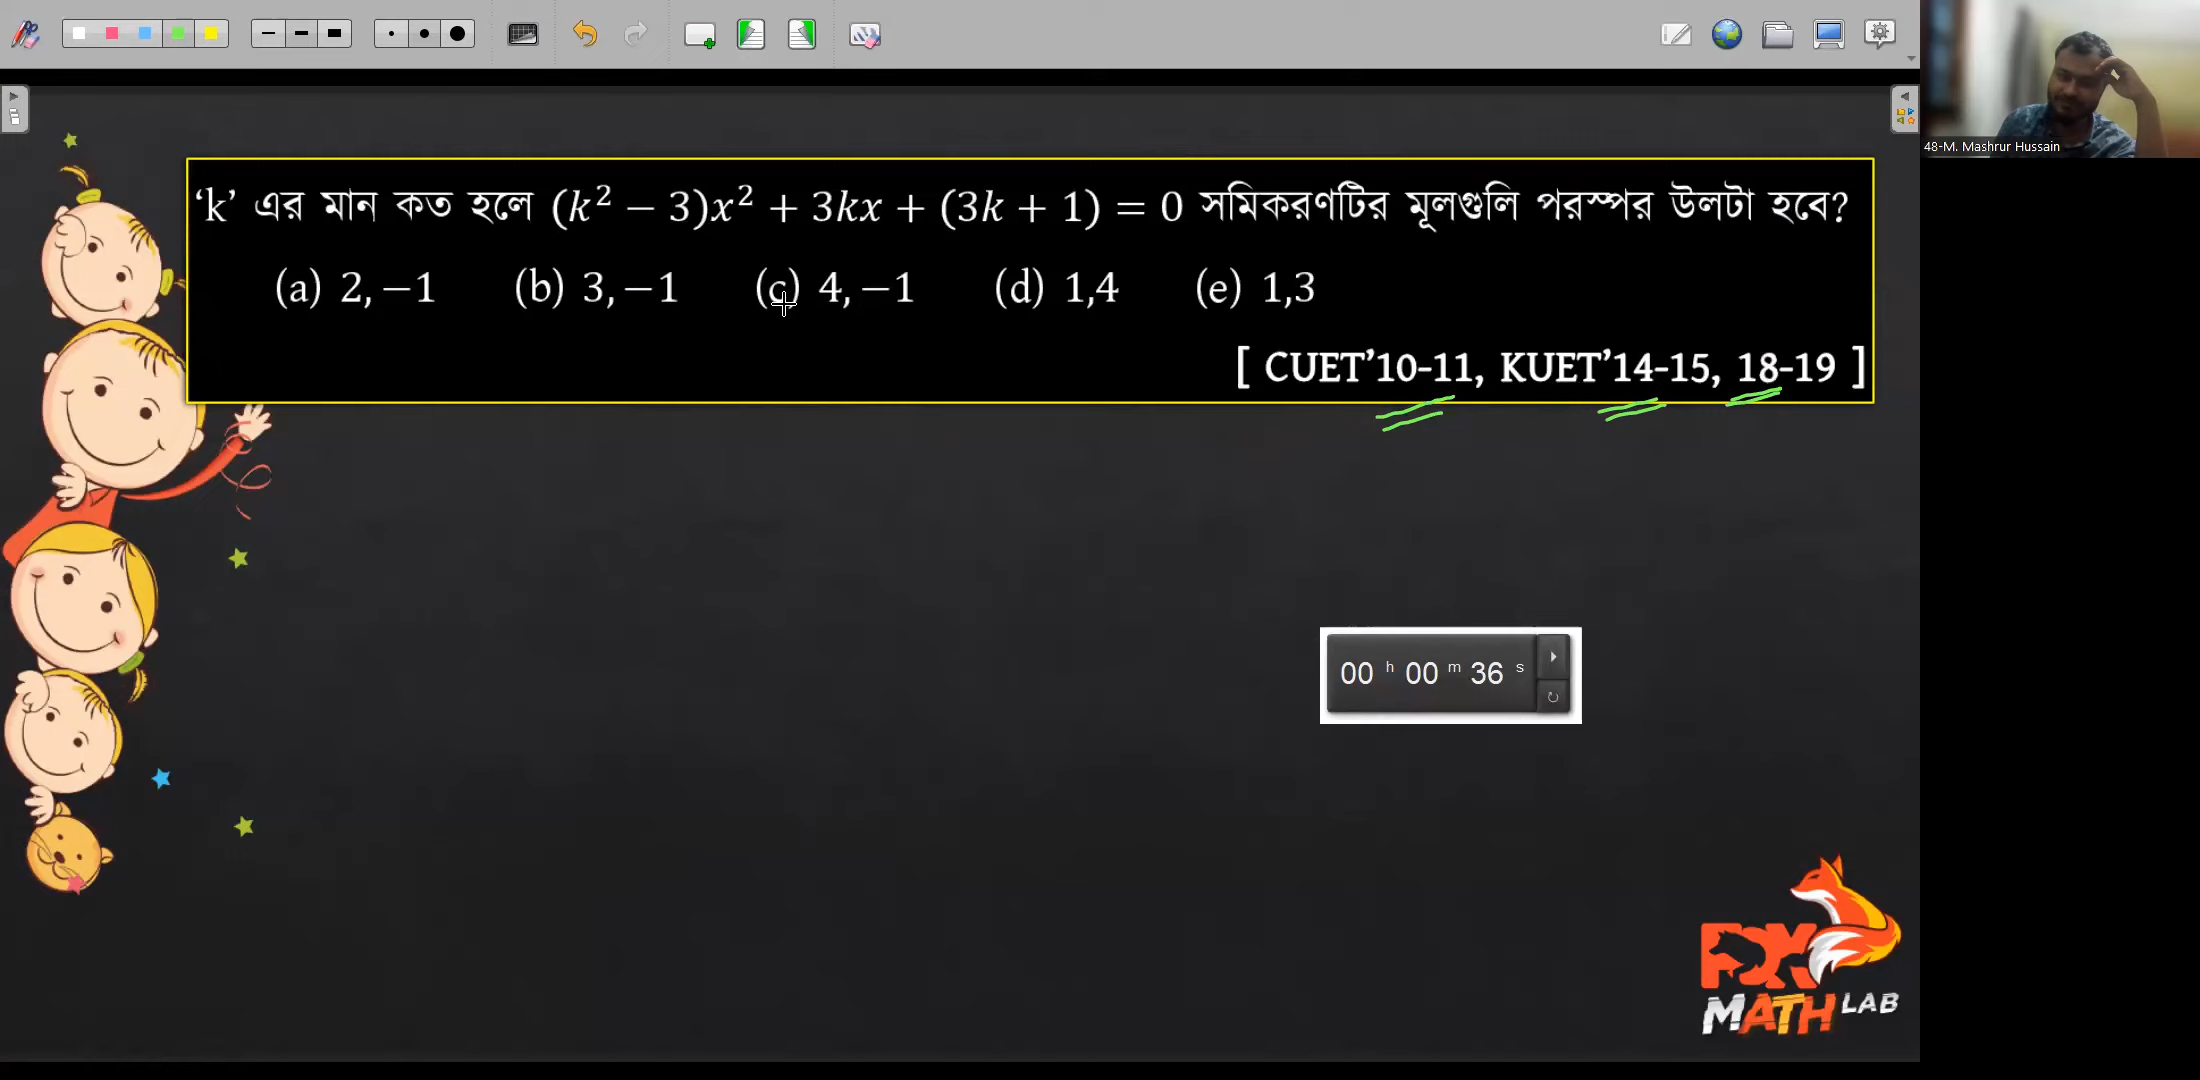 48-M. Mashrur Hussain
‘k’ এর মান কত হলে (k² − 3)x² + 3kx + (3k + 1) = 0 সমিকরণটির মূলগুলি পরস্পর উলটা হবে?
(a) 2, −1 (b) 3, −1 (c) 4, −1 (d) 1,4 (e) 1,3
[ CUET’10-11, KUET’14-15, 18-19 ]
00 h 00 m 36 s
FOX
MATH LAB